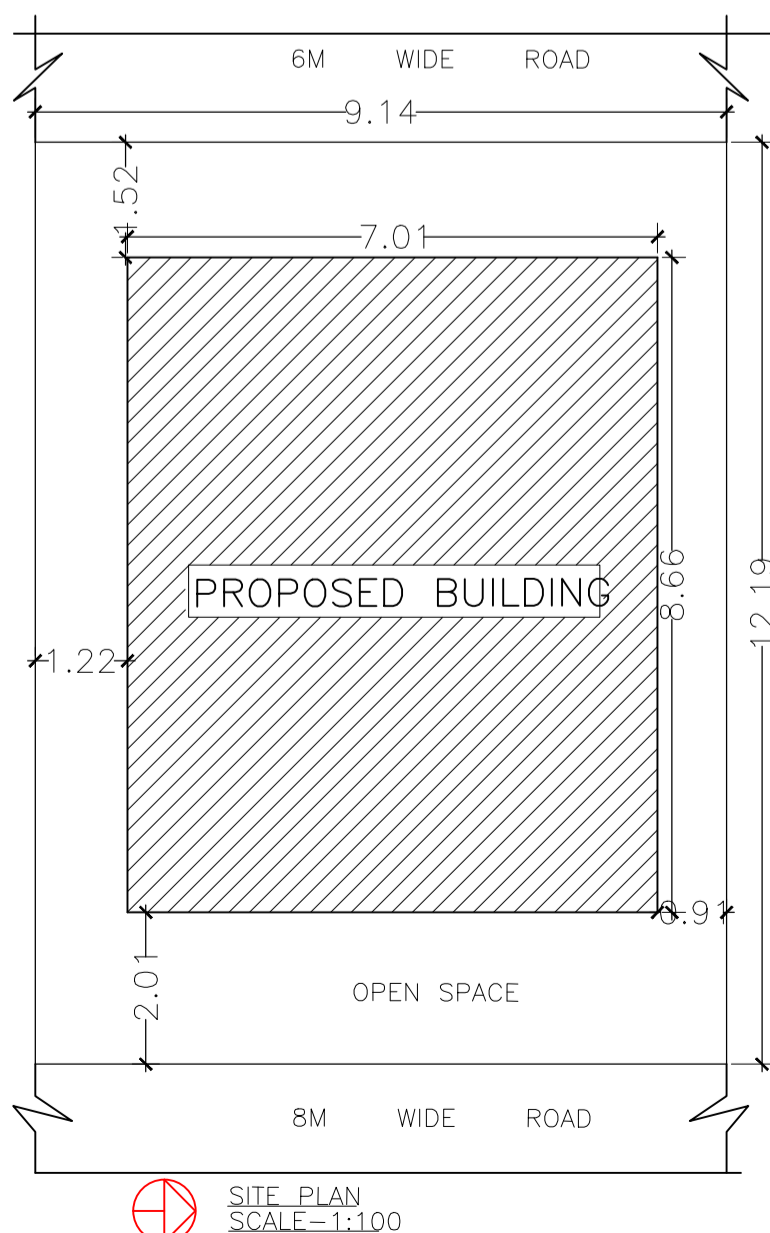 6M WIDE ROAD
9.14
1.52
7.01
8.66
12.19
PROPOSED BUILDING
1.22
0.91
2.01
OPEN SPACE
8M WIDE ROAD
SITE PLAN
SCALE-1:100